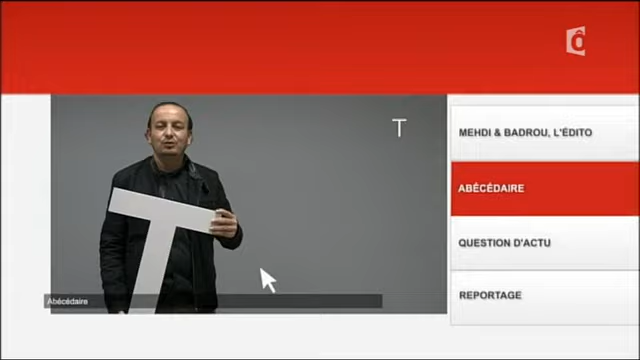 Ô
T
MEHDI & BADROU, L'ÉDITO
ABÉCÉDAIRE
T
QUESTION D'ACTU
REPORTAGE
Abécédaire